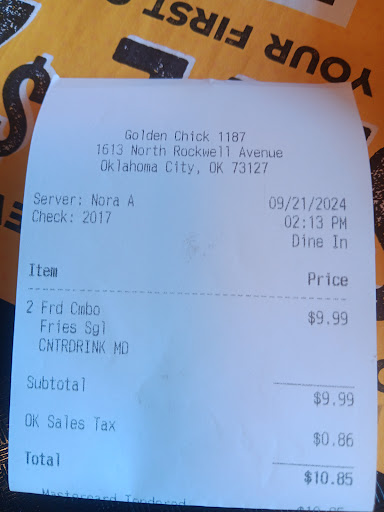 YOUR FIRST
$
Golden Chick 1187
1613 North Rockwell Avenue
Oklahoma City, OK 73127
Server: Nora A 09/21/2024
Check: 2017 02:13 PM
Dine In
Item Price
2 Frd Cmbo $9.99
Fries Sgl
CNTRDRINK MD
Subtotal $9.99
OK Sales Tax $0.86
Total $10.85
Mastercard Tendered